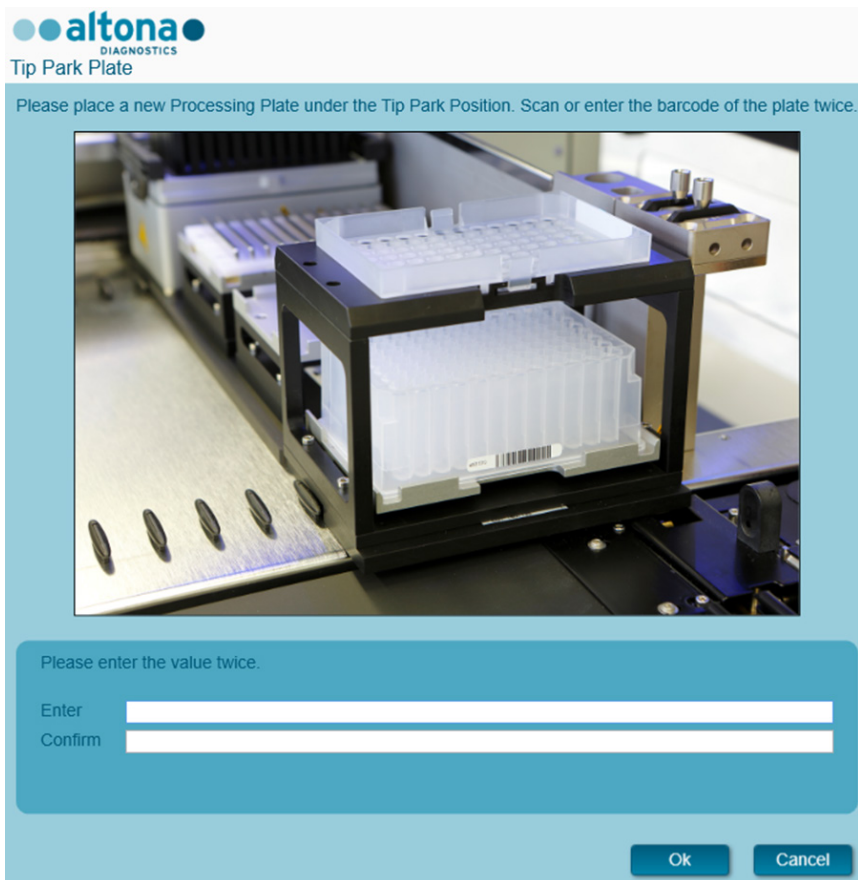 altona
DIAGNOSTICS
Tip Park Plate
Please place a new Processing Plate under the Tip Park Position. Scan or enter the barcode of the plate twice.
Please enter the value twice.
Enter
Confirm
Ok
Cancel